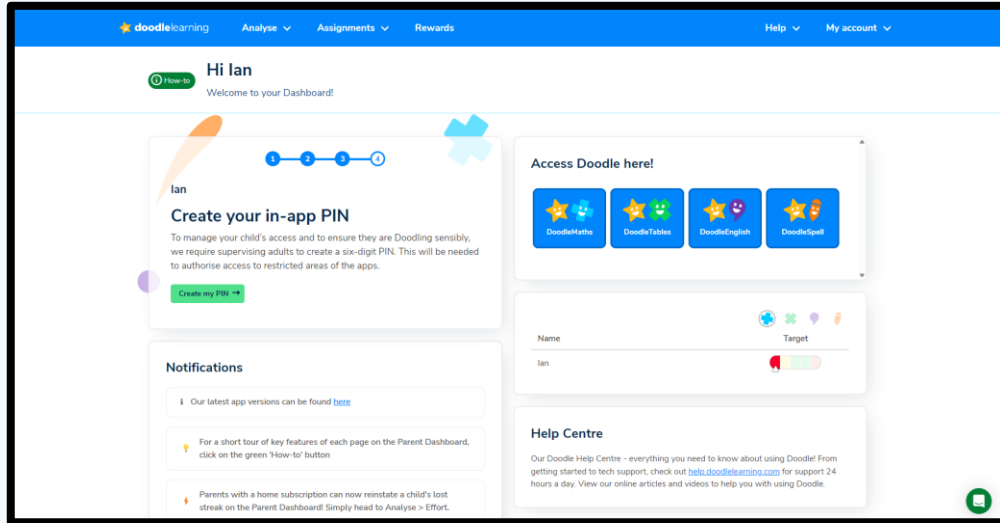 doodlelearning
Analyse
Assignments
Rewards
Help
My account
How-to
Hi Ian
Welcome to your Dashboard!
1
2
3
4
Ian
Create your in-app PIN
To manage your child's access and to ensure they are Doodling sensibly,
we require supervising adults to create a six-digit PIN. This will be needed
to authorise access to restricted areas of the apps.
Create my PIN →
Notifications
Our latest app versions can be found here
For a short tour of key features of each page on the Parent Dashboard,
click on the green 'How-to' button
Parents with a home subscription can now reinstate a child's lost
streak on the Parent Dashboard! Simply head to Analyse > Effort.
Access Doodle here!
DoodleMaths
DoodleTables
DoodleEnglish
DoodleSpell
Name
Target
Ian
Help Centre
Our Doodle Help Centre - everything you need to know about using Doodle! From
getting started to tech support, check out help.doodlelearning.com for support 24
hours a day. View our online articles and videos to help you with using Doodle.